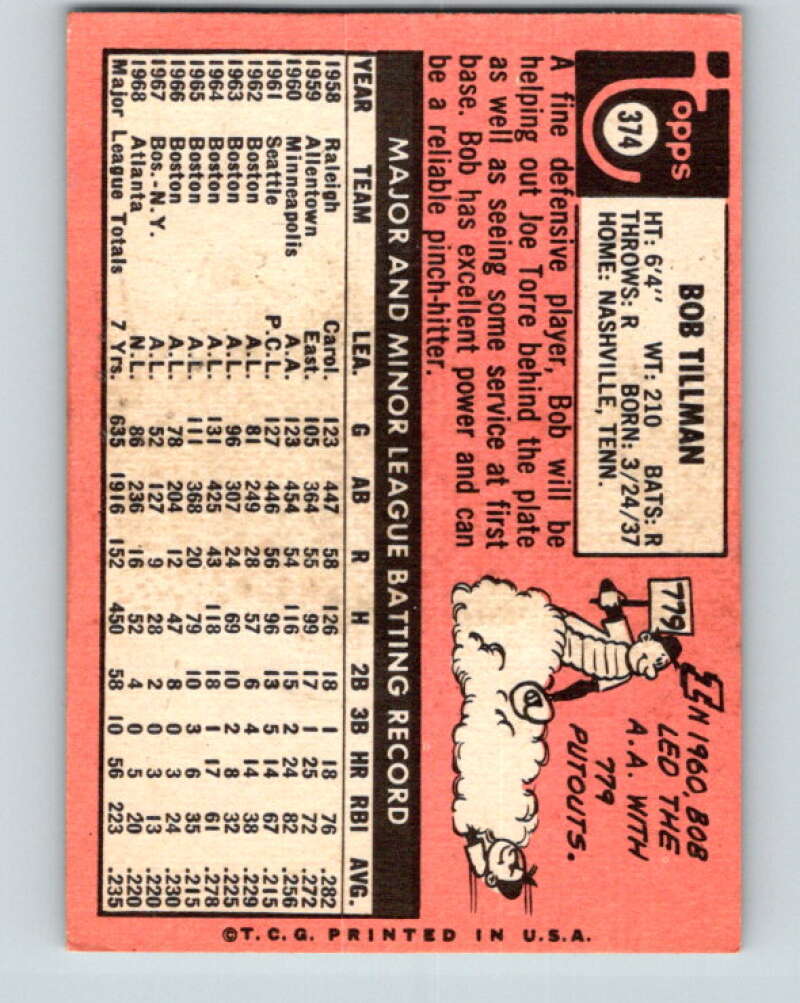 Topps
374
BOB TILLMAN
HT: 6'4" WT: 210 BATS: R
THROWS: R BORN: 3/24/37
HOME: NASHVILLE, TENN.
A fine defensive player, Bob will be
helping out Joe Torre behind the plate
as well as seeing some service at first
base. Bob has excellent power and can
be a reliable pinch-hitter.
779
IN 1960, BOB
LED THE
A.A. WITH
779
PUTOUTS.
MAJOR AND MINOR LEAGUE BATTING RECORD
YEAR TEAM LEA. G AB R H 2B 3B HR RBI AVG.
1958 Raleigh Carol. 123 447 58 126 18 1 18 76 .282
1959 Allentown East. 105 364 55 99 17 1 25 72 .272
1960 Minneapolis A.A. 123 454 54 116 15 2 24 82 .256
1961 Seattle P.C.L. 127 446 56 96 13 5 14 67 .215
1962 Boston A.L. 81 249 28 57 6 4 14 38 .229
1963 Boston A.L. 96 307 24 69 10 2 8 32 .225
1964 Boston A.L. 131 425 43 118 18 1 17 61 .278
1965 Boston A.L. 111 368 20 79 10 3 6 35 .215
1966 Boston A.L. 78 204 12 47 8 0 3 24 .230
1967 Bos.-N.Y. A.L. 52 127 9 28 2 0 3 13 .220
1968 Atlanta N.L. 86 236 16 52 4 0 5 20 .220
Major League Totals 7 Yrs. 635 1916 152 450 58 10 56 223 .235
©T.C.G. PRINTED IN U.S.A.